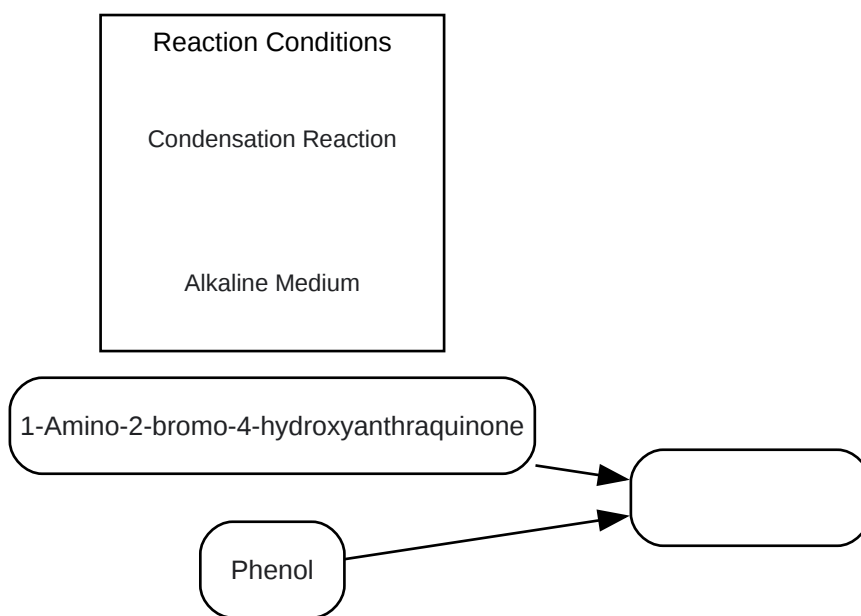 Reaction Conditions
Condensation Reaction
Alkaline Medium
1-Amino-2-bromo-4-hydroxyanthraquinone
Phenol